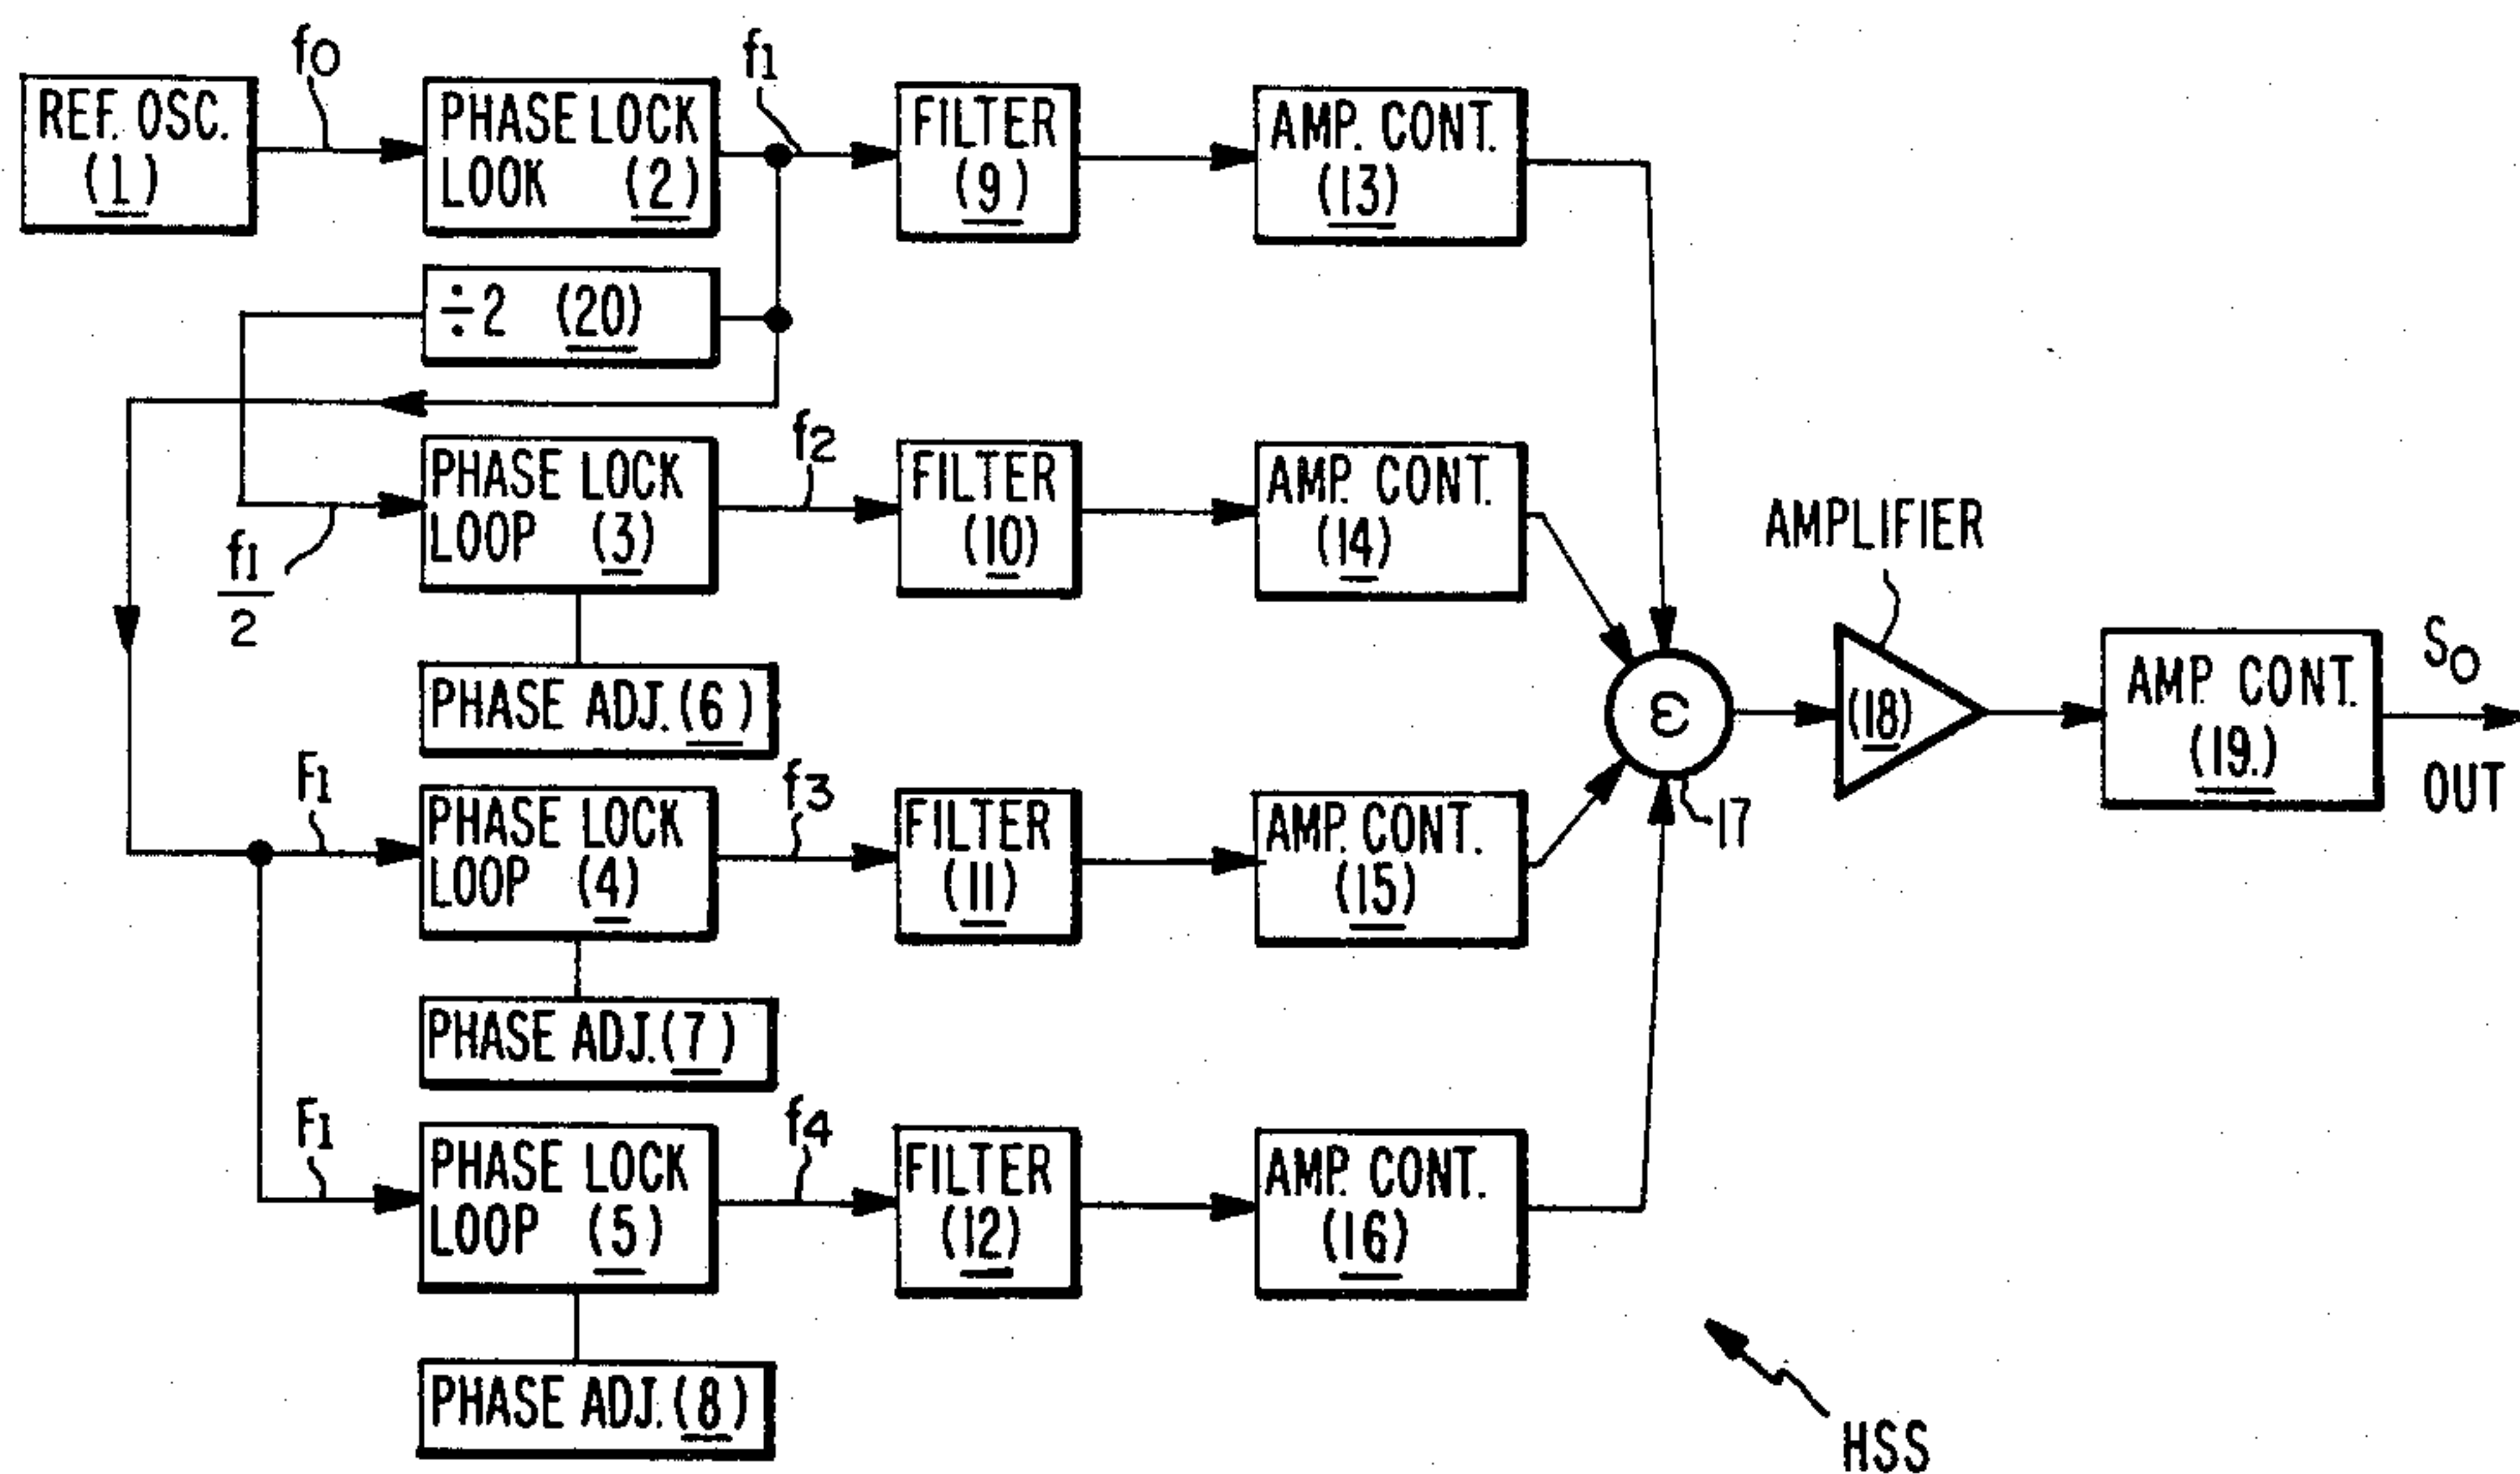 f0
f1
REF. OSC.
(1)
PHASE LOCK
LOOK (2)
FILTER
(9)
AMP. CONT.
(13)
÷2 (20)
f2
PHASE LOCK
LOOP (3)
FILTER
(10)
AMP. CONT.
(14)
f1
2
AMPLIFIER
PHASE ADJ. (6)
ε
(18)
AMP. CONT.
(19.)
SO
OUT
17
F1
f3
PHASE LOCK
LOOP (4)
FILTER
(11)
AMP. CONT.
(15)
PHASE ADJ. (7)
F1
f4
PHASE LOCK
LOOP (5)
FILTER
(12)
AMP. CONT.
(16)
PHASE ADJ. (8)
HSS